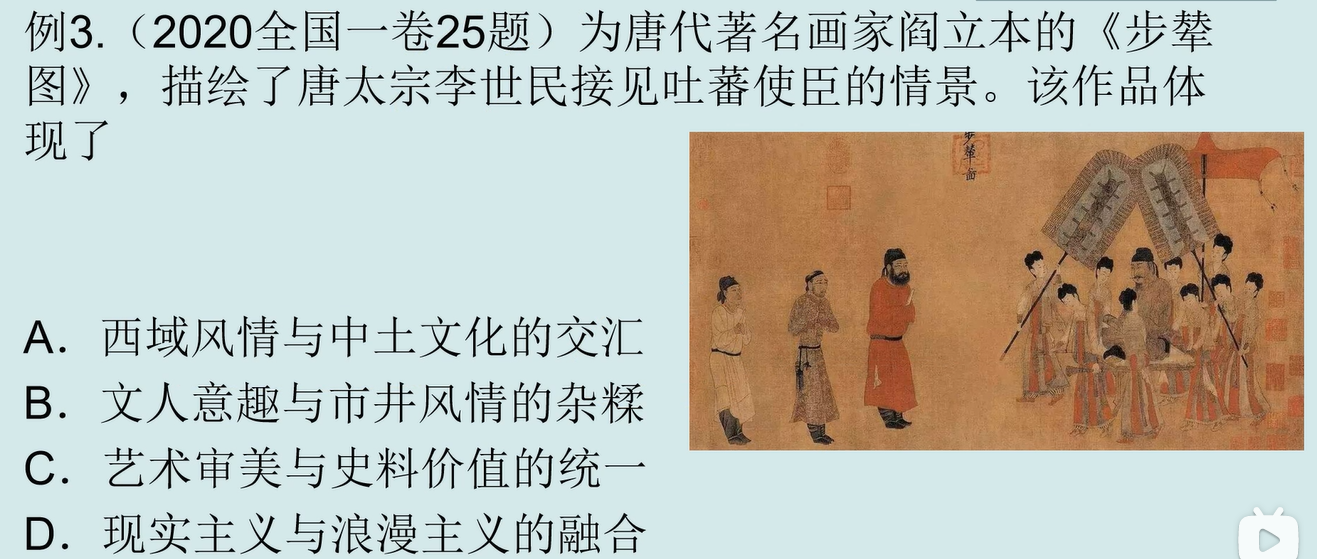 例3.（2020全国一卷25题）为唐代著名画家阎立本的《步辇
图》，描绘了唐太宗李世民接见吐蕃使臣的情景。该作品体
现了
步辇图
A．西域风情与中土文化的交汇
B．文人意趣与市井风情的杂糅
C．艺术审美与史料价值的统一
D．现实主义与浪漫主义的融合